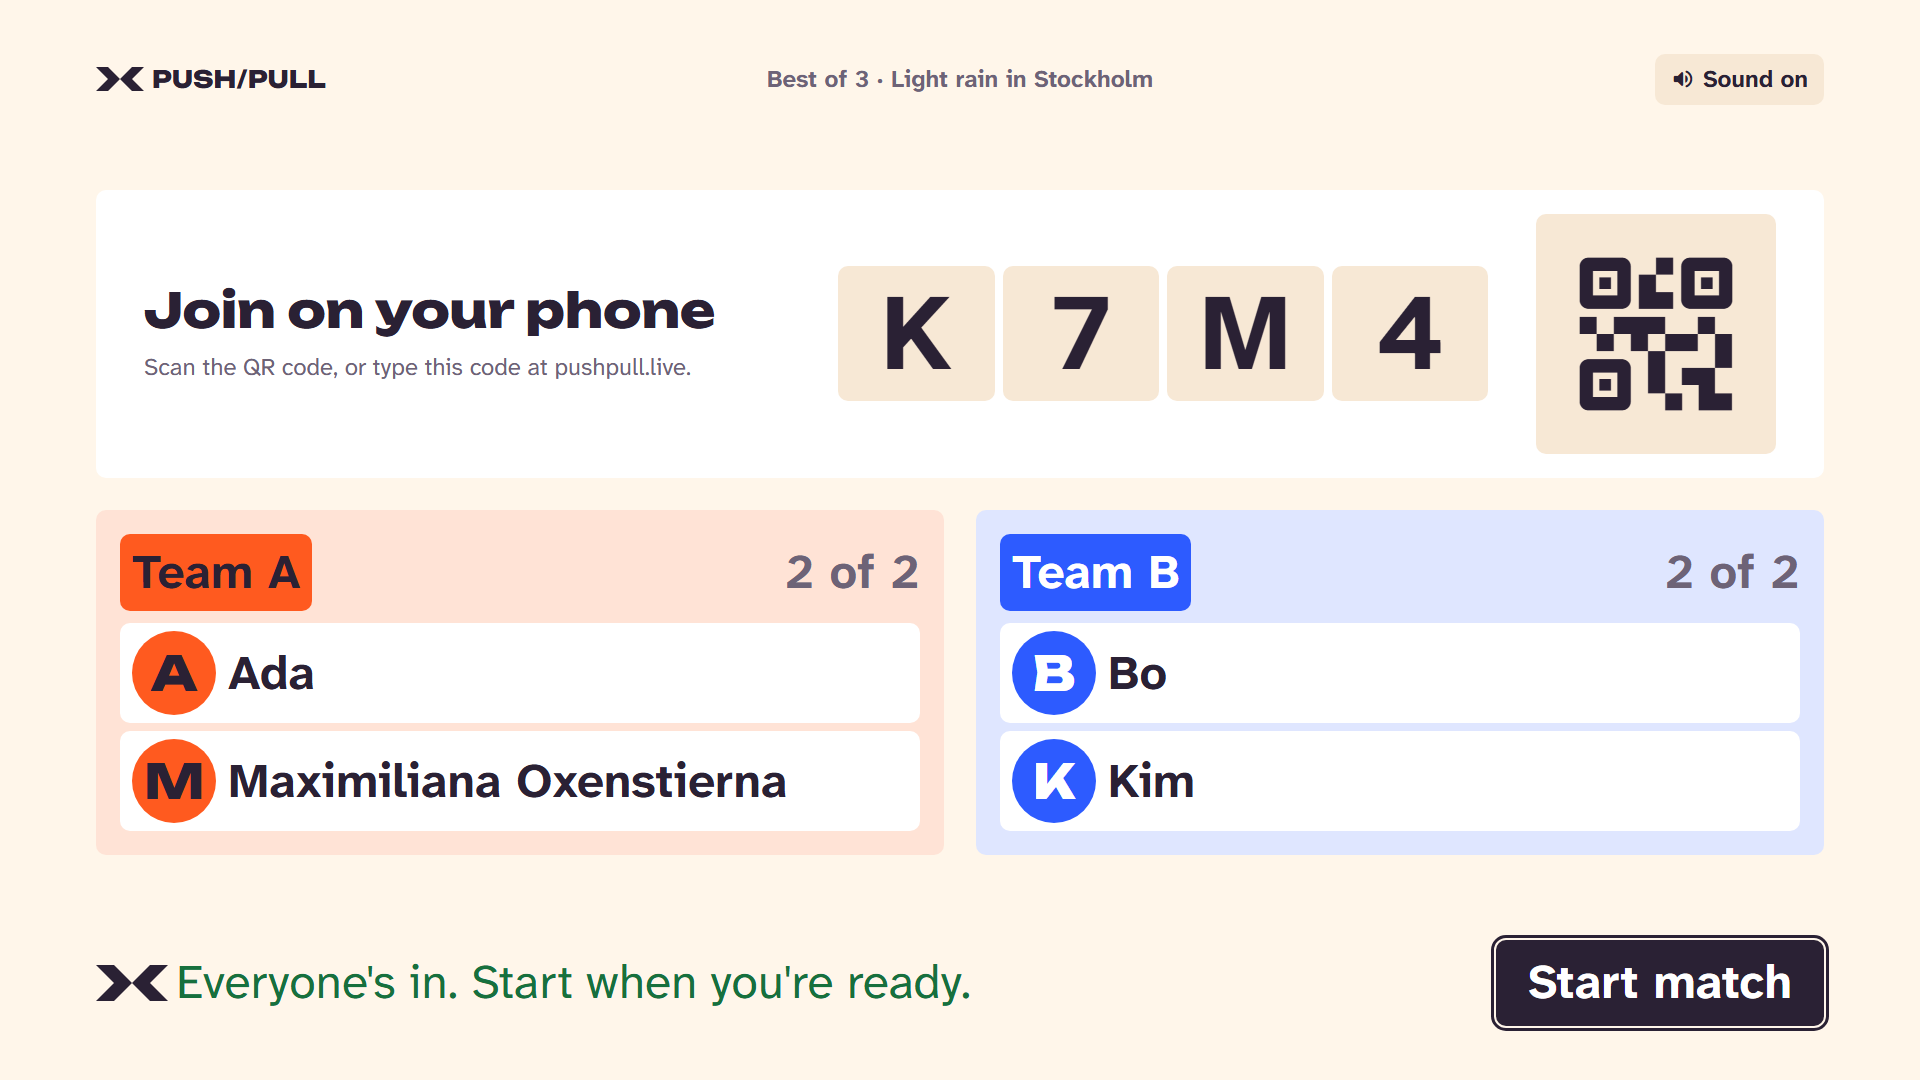 PUSH/PULL
Best of 3 · Light rain in Stockholm
Sound on
Join on your phone
Scan the QR code, or type this code at pushpull.live.
K 7 M 4
Team A
2 of 2
A Ada
M Maximiliana Oxenstierna
Team B
2 of 2
B Bo
K Kim
Everyone's in. Start when you're ready.
Start match